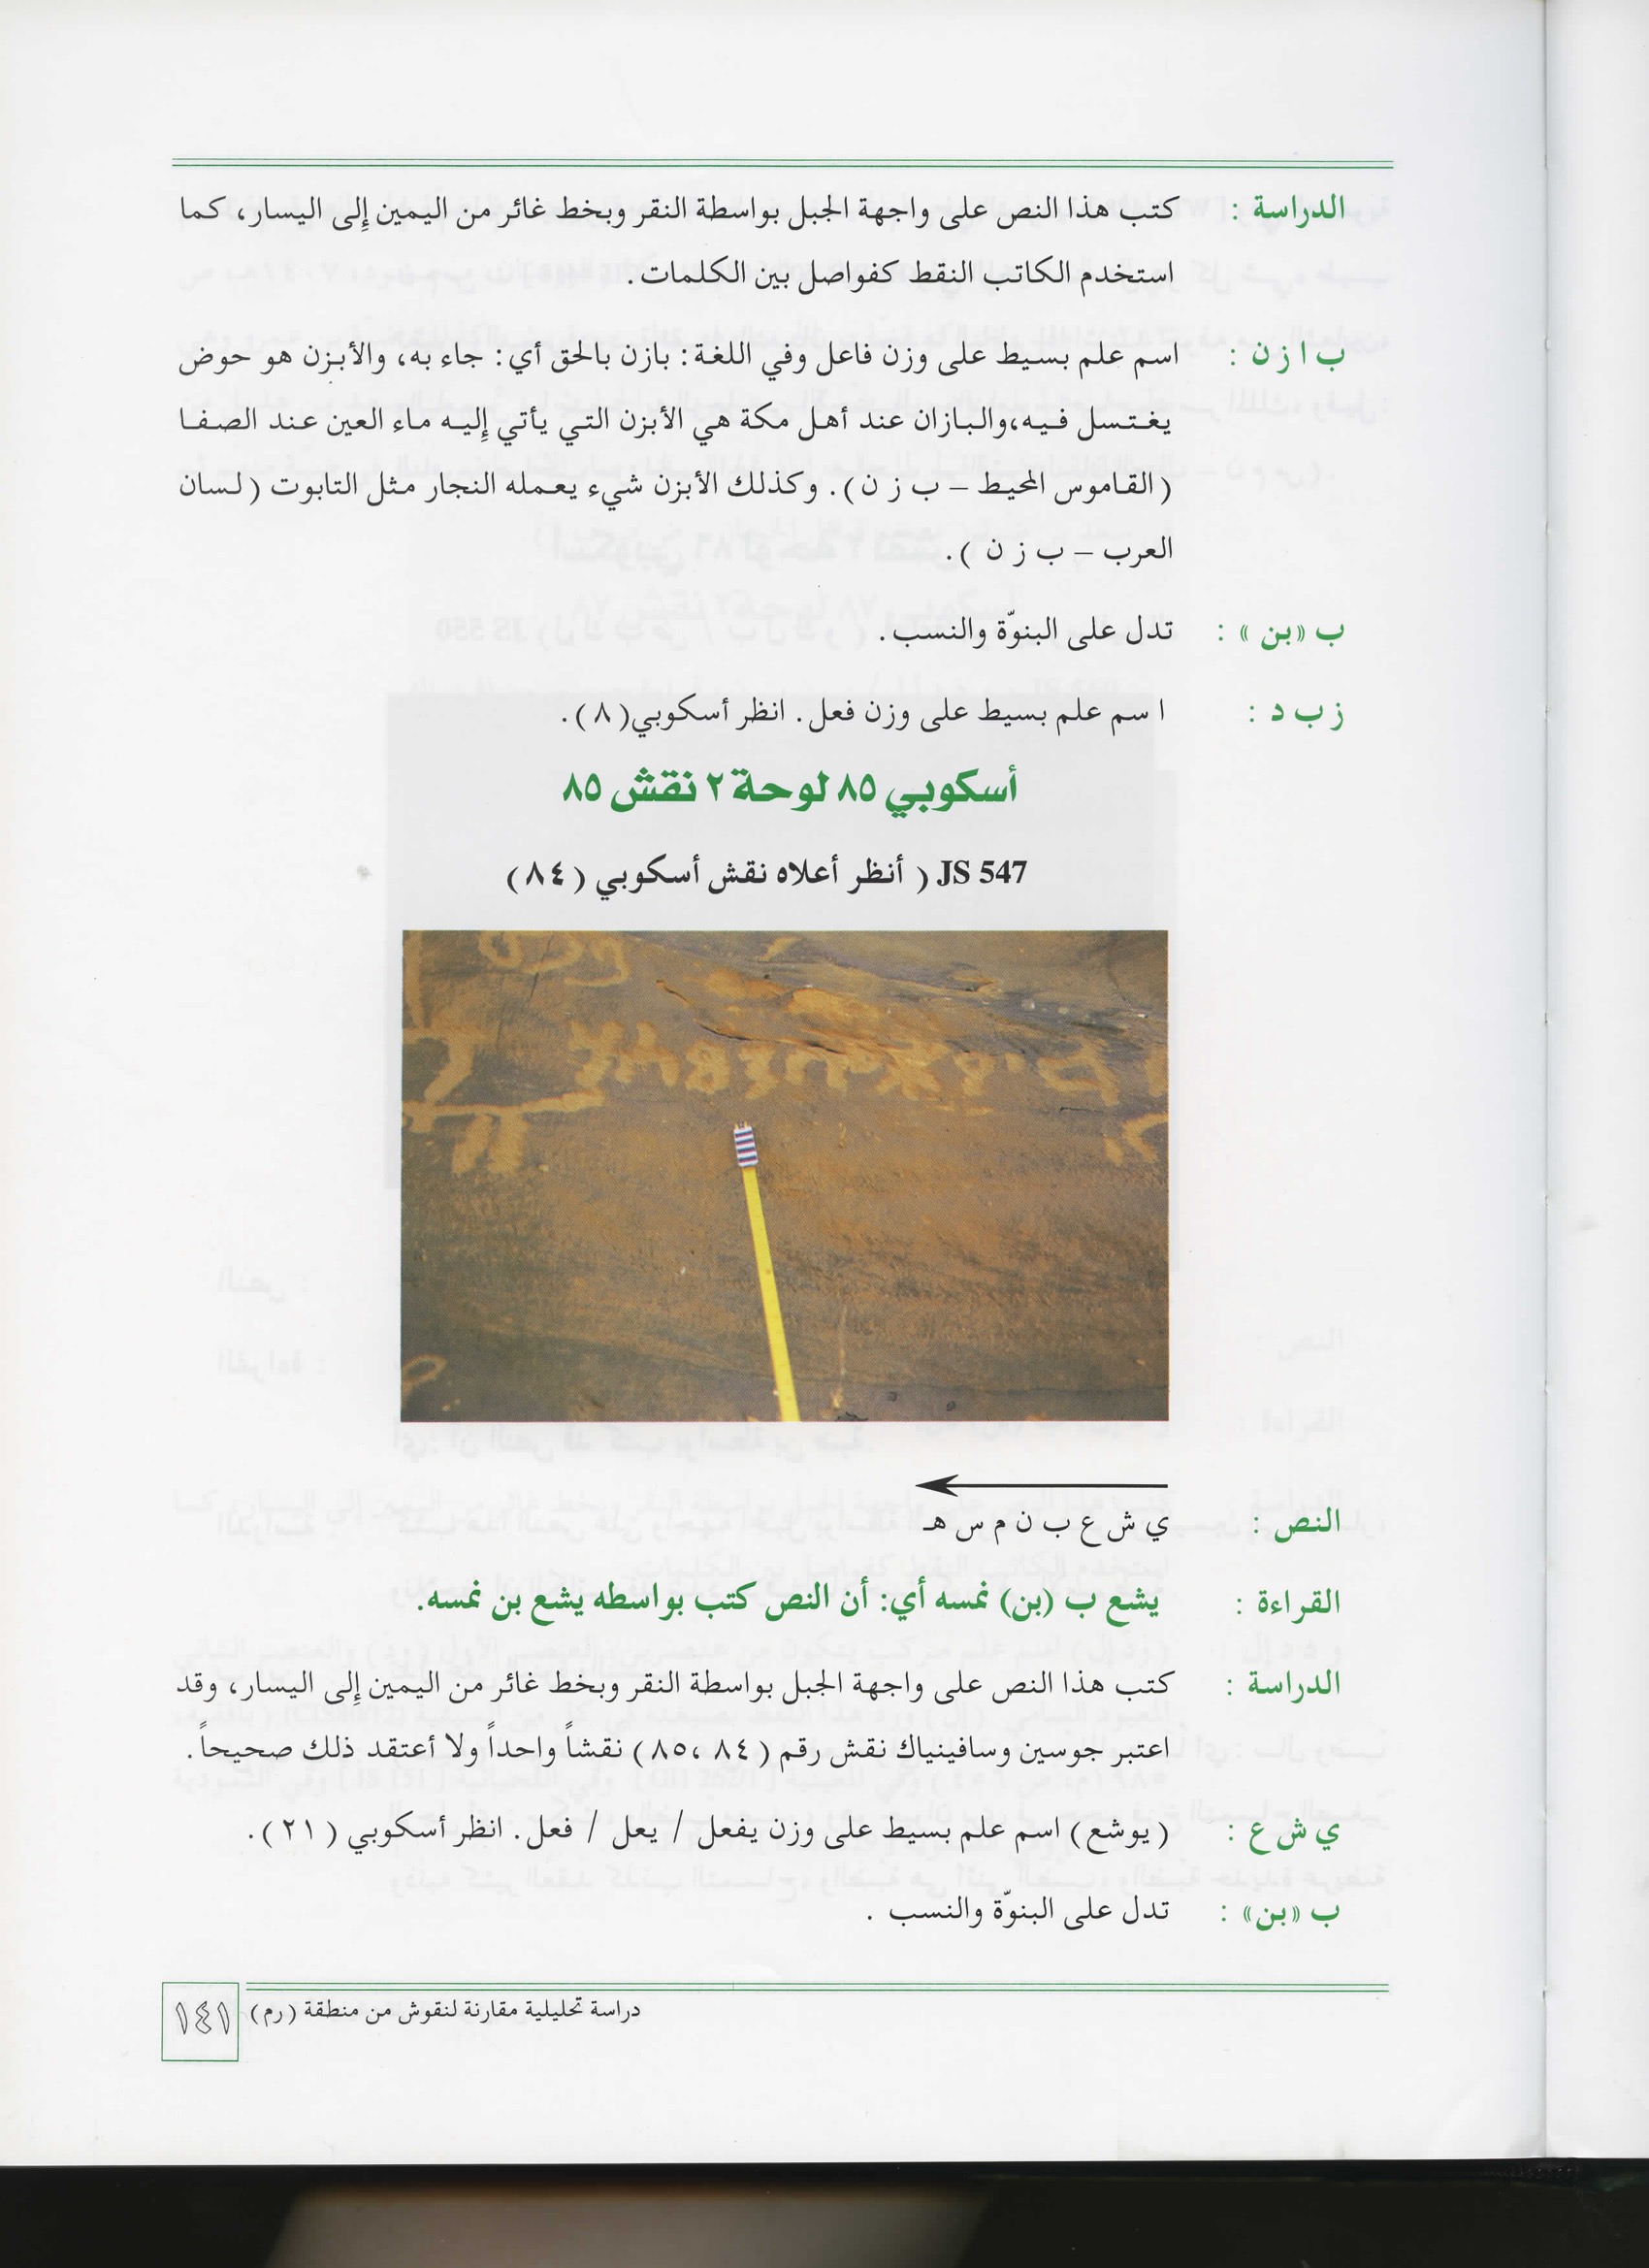 الدراسة : كتب هذا النص على واجهة الجبل بواسطة النقر وبخط غائر من اليمين إلى اليسار، كما
استخدم الكاتب النقط كفواصل بين الكلمات.
ب ا ز ن : اسم علم بسيط على وزن فاعل وفي اللغة: بازن بالحق أي: جاء به، والأبزن هو حوض
يغتسل فيه،والبازان عند أهل مكة هي الأبزن التي يأتي إليه ماء العين عند الصفا
(القاموس المحيط – ب ز ن). وكذلك الأبزن شيء يعمله النجار مثل التابوت (لسان
العرب – ب ز ن ).
ب «بن» : تدل على البنوّة والنسب.
ز ب د : ا سم علم بسيط على وزن فعل. انظر أسكوبي(٨).
أسكوبي ٨٥ لوحة ٢ نقش ٨٥
JS 547 ( أنظر أعلاه نقش أسكوبي (٨٤)
النص : ي ش ع ب ن م س هـ
القراءة : يشع ب (بن) نمسه أي: أن النص كتب بواسطه يشع بن نمسه.
الدراسة : كتب هذا النص على واجهة الجبل بواسطة النقر وبخط غائر من اليمين إلى اليسار، وقد
اعتبر جوسين وسافينياك نقش رقم (٨٤ ،٨٥) نقشاً واحداً ولا أعتقد ذلك صحيحاً.
ي ش ع : (يوشع) اسم علم بسيط على وزن يفعل / يعل / فعل. انظر أسكوبي (٢١).
ب «بن» : تدل على البنوّة والنسب .
دراسة تحليلية مقارنة لنقوش من منطقة (رم)
١٤١